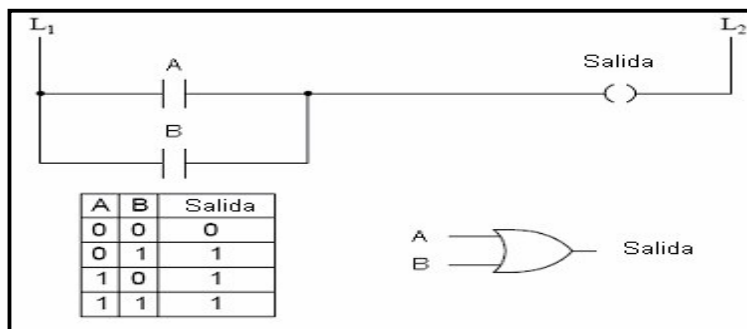 L1
L2
A
Salida
B
A B Salida
0 0 0
0 1 1
1 0 1
1 1 1
A
B
Salida